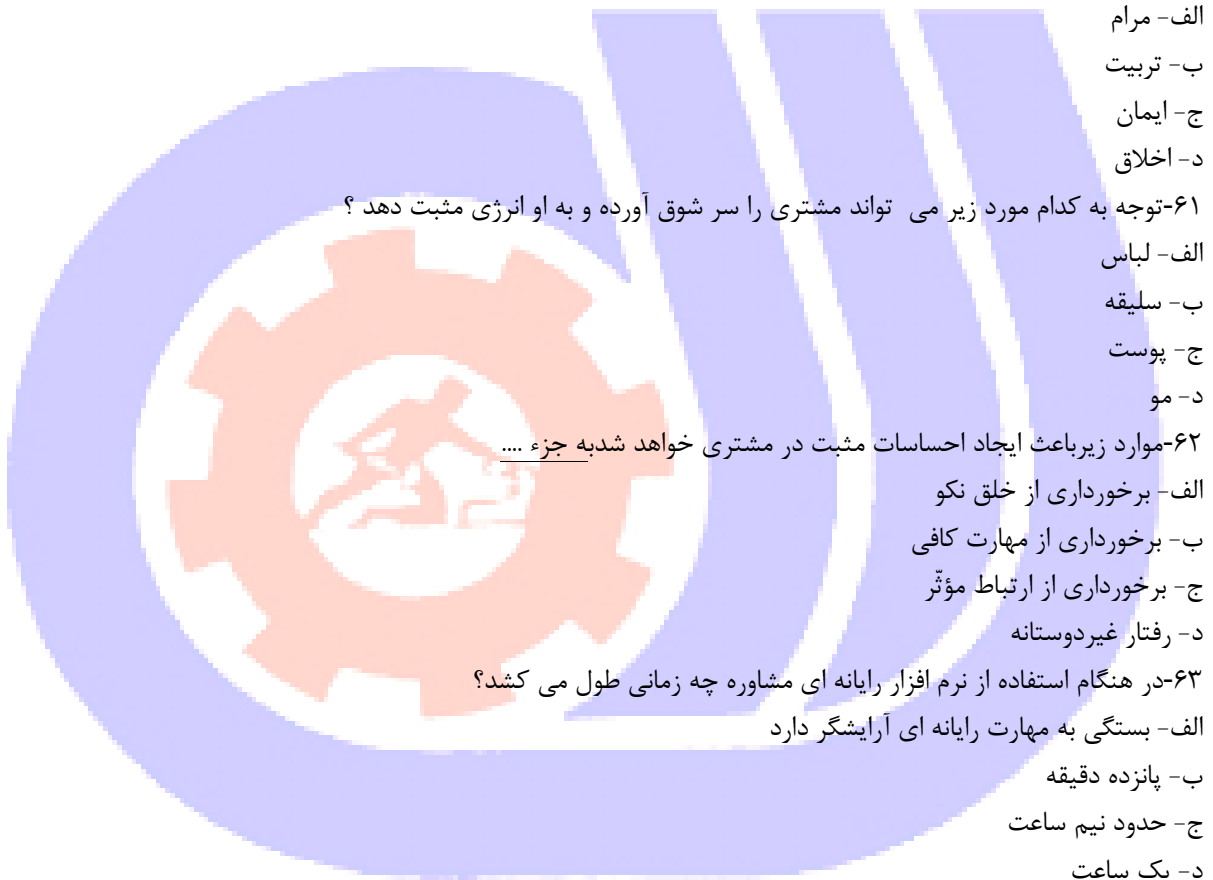 الف- مرام
ب- تربیت
ج- ایمان
د- اخلاق
۶۱-توجه به کدام مورد زیر می تواند مشتری را سر شوق آورده و به او انرژی مثبت دهد ؟
الف- لباس
ب- سلیقه
ج- پوست
د- مو
۶۲-موارد زیرباعث ایجاد احساسات مثبت در مشتری خواهد شدبه جزء ....
الف- برخورداری از خلق نکو
ب- برخورداری از مهارت کافی
ج- برخورداری از ارتباط مؤثّر
د- رفتار غیردوستانه
۶۳-در هنگام استفاده از نرم افزار رایانه ای مشاوره چه زمانی طول می کشد؟
الف- بستگی به مهارت رایانه ای آرایشگر دارد
ب- پانزده دقیقه
ج- حدود نیم ساعت
د- یک ساعت